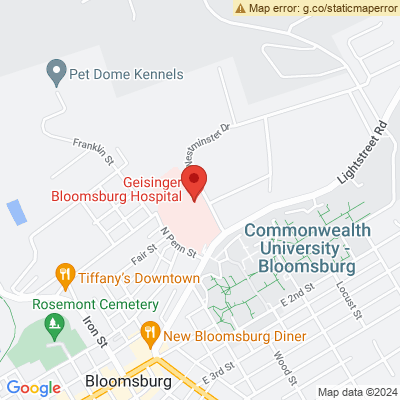 Map error: g.co/staticmaperror
Pet Dome Kennels
Franklin St
Westminster Dr
Lightstreet Rd
Geisinger
Bloomsburg Hospital
Commonwealth
University -
Bloomsburg
N Penn St
Fair St
Tiffany's Downtown
Rosemont Cemetery
Iron St
E 2nd St
Locust St
New Bloomsburg Diner
Wood St
E 3rd St
Bloomsburg
Google
Map data ©2024